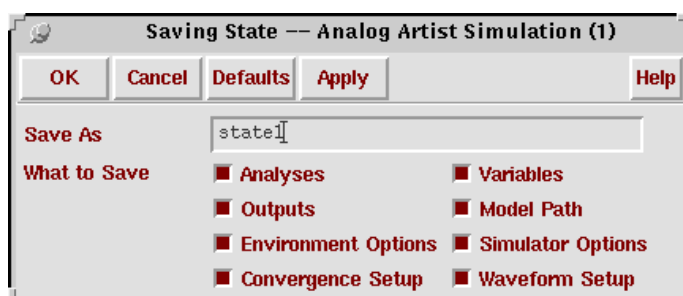 Saving State -- Analog Artist Simulation (1)
OK Cancel Defaults Apply Help
Save As state1
What to Save Analyses Variables
Outputs Model Path
Environment Options Simulator Options
Convergence Setup Waveform Setup